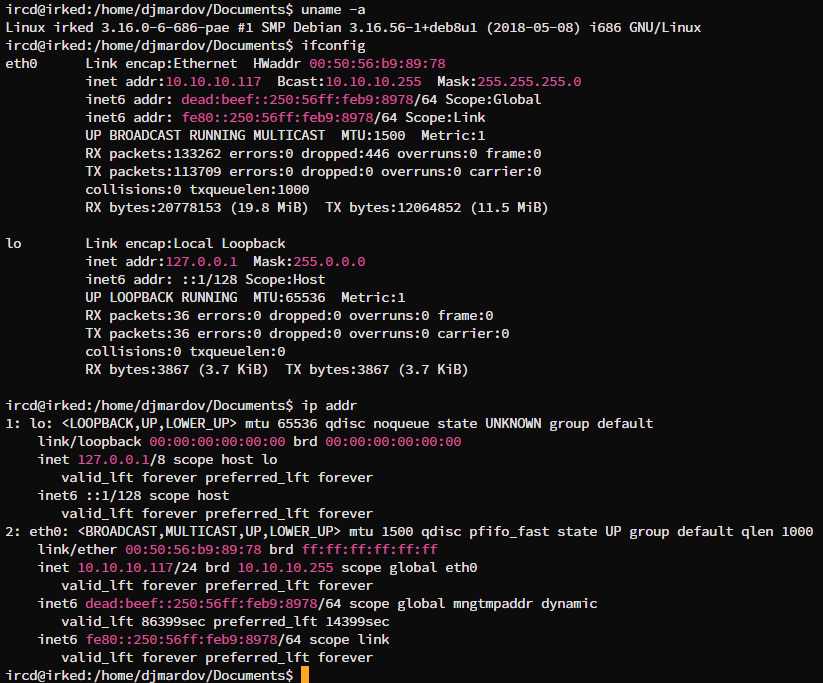 ircd@irked:/home/djmardov/Documents$ uname -a
Linux irked 3.16.0-6-686-pae #1 SMP Debian 3.16.56-1+deb8u1 (2018-05-08) i686 GNU/Linux
ircd@irked:/home/djmardov/Documents$ ifconfig
eth0      Link encap:Ethernet  HWaddr 00:50:56:b9:89:78
          inet addr:10.10.10.117  Bcast:10.10.10.255  Mask:255.255.255.0
          inet6 addr: dead:beef::250:56ff:feb9:8978/64 Scope:Global
          inet6 addr: fe80::250:56ff:feb9:8978/64 Scope:Link
          UP BROADCAST RUNNING MULTICAST  MTU:1500  Metric:1
          RX packets:133262 errors:0 dropped:446 overruns:0 frame:0
          TX packets:113709 errors:0 dropped:0 overruns:0 carrier:0
          collisions:0 txqueuelen:1000
          RX bytes:20778153 (19.8 MiB)  TX bytes:12064852 (11.5 MiB)

lo        Link encap:Local Loopback
          inet addr:127.0.0.1  Mask:255.0.0.0
          inet6 addr: ::1/128 Scope:Host
          UP LOOPBACK RUNNING  MTU:65536  Metric:1
          RX packets:36 errors:0 dropped:0 overruns:0 frame:0
          TX packets:36 errors:0 dropped:0 overruns:0 carrier:0
          collisions:0 txqueuelen:0
          RX bytes:3867 (3.7 KiB)  TX bytes:3867 (3.7 KiB)

ircd@irked:/home/djmardov/Documents$ ip addr
1: lo: <LOOPBACK,UP,LOWER_UP> mtu 65536 qdisc noqueue state UNKNOWN group default
    link/loopback 00:00:00:00:00:00 brd 00:00:00:00:00:00
    inet 127.0.0.1/8 scope host lo
       valid_lft forever preferred_lft forever
    inet6 ::1/128 scope host
       valid_lft forever preferred_lft forever
2: eth0: <BROADCAST,MULTICAST,UP,LOWER_UP> mtu 1500 qdisc pfifo_fast state UP group default qlen 1000
    link/ether 00:50:56:b9:89:78 brd ff:ff:ff:ff:ff:ff
    inet 10.10.10.117/24 brd 10.10.10.255 scope global eth0
       valid_lft forever preferred_lft forever
    inet6 dead:beef::250:56ff:feb9:8978/64 scope global mngtmpaddr dynamic
       valid_lft 86399sec preferred_lft 14399sec
    inet6 fe80::250:56ff:feb9:8978/64 scope link
       valid_lft forever preferred_lft forever
ircd@irked:/home/djmardov/Documents$